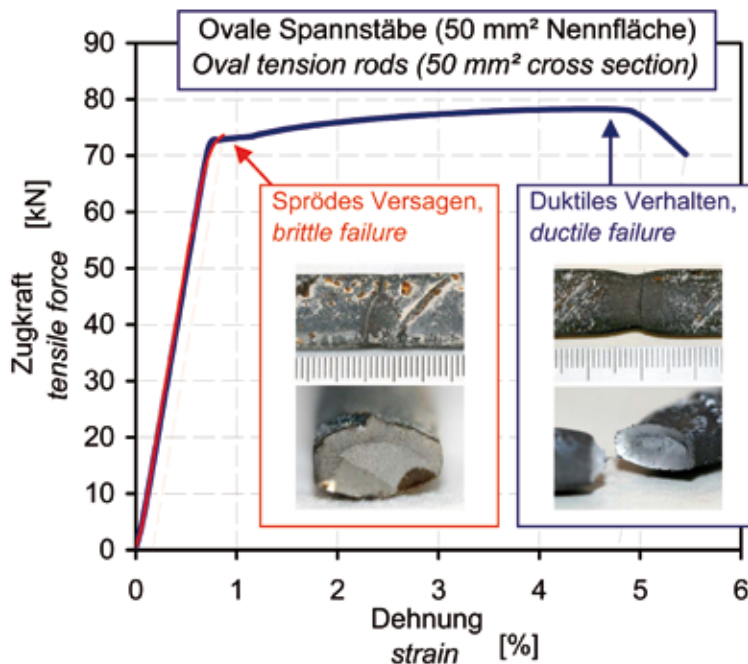 Ovale Spannstäbe (50 mm² Nennfläche)
Oval tension rods (50 mm² cross section)
90
80
70
60
50
40
30
20
10
0
Zugkraft [kN]
tensile force
Sprödes Versagen,
brittle failure
Duktiles Verhalten,
ductile failure
0 1 2 3 4 5 6
Dehnung [%]
strain